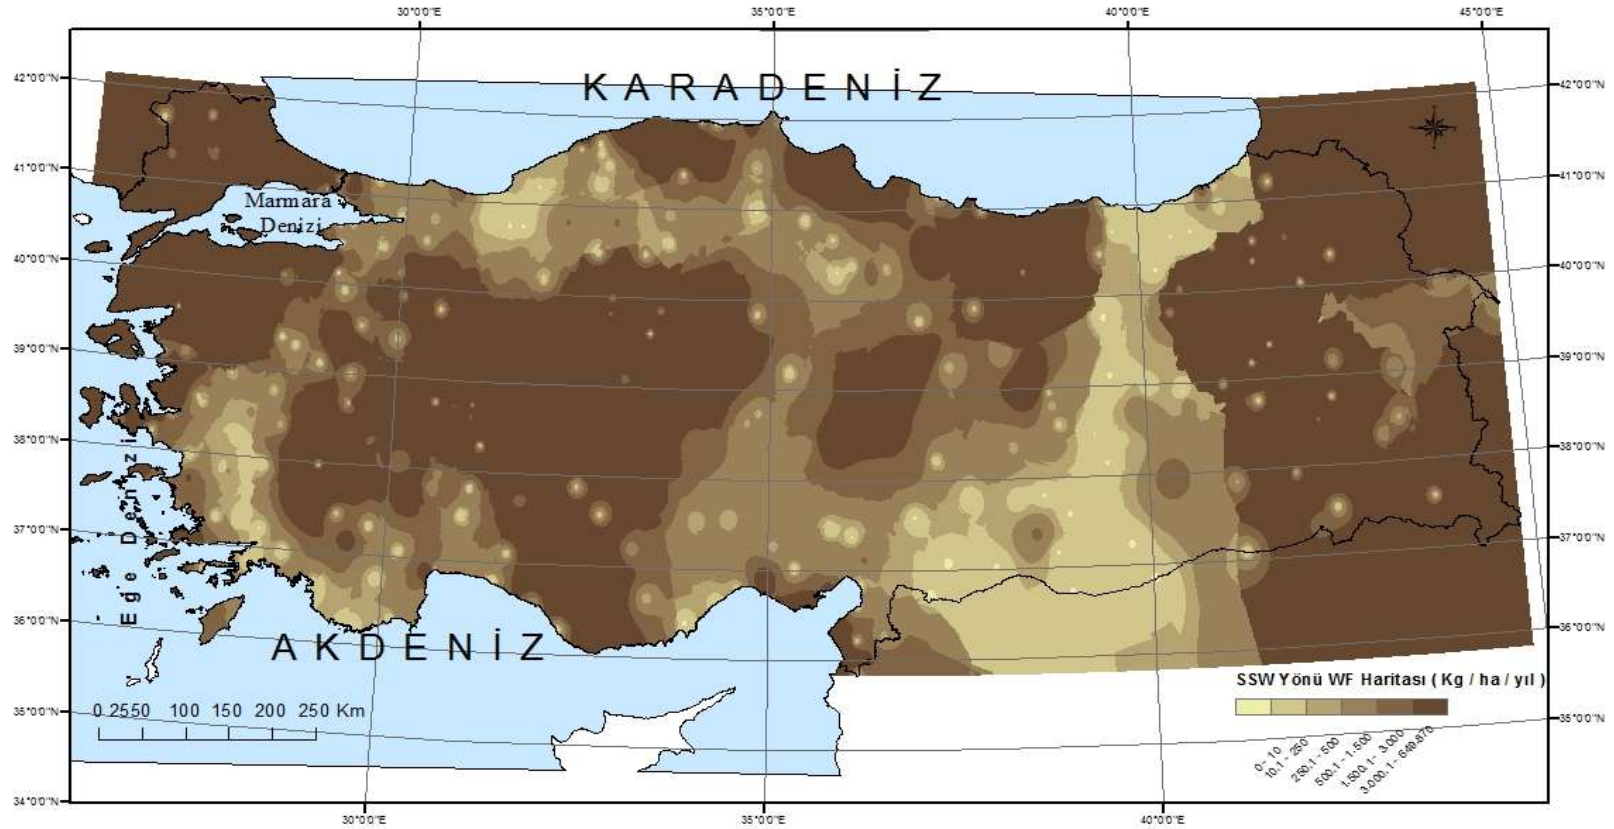 30°0'0"E 35°0'0"E 40°0'0"E 45°0'0"E
42°0'0"N 42°0'0"N
KARADENİZ
41°0'0"N 41°0'0"N
Marmara
Denizi
40°0'0"N 40°0'0"N
39°0'0"N 39°0'0"N
38°0'0"N 38°0'0"N
Ege Denizi
37°0'0"N 37°0'0"N
36°0'0"N 36°0'0"N
AKDENİZ
SSW Yönü WF Haritası ( Kg / ha / yıl )
0 2550 100 150 200 250 Km
35°0'0"N 35°0'0"N
0 - 10
10.1 - 250
250.1 - 500
500.1 - 1.500
1.500.1 - 3.000
3.000.1 - 649.870
34°0'0"N
30°0'0"E 35°0'0"E 40°0'0"E